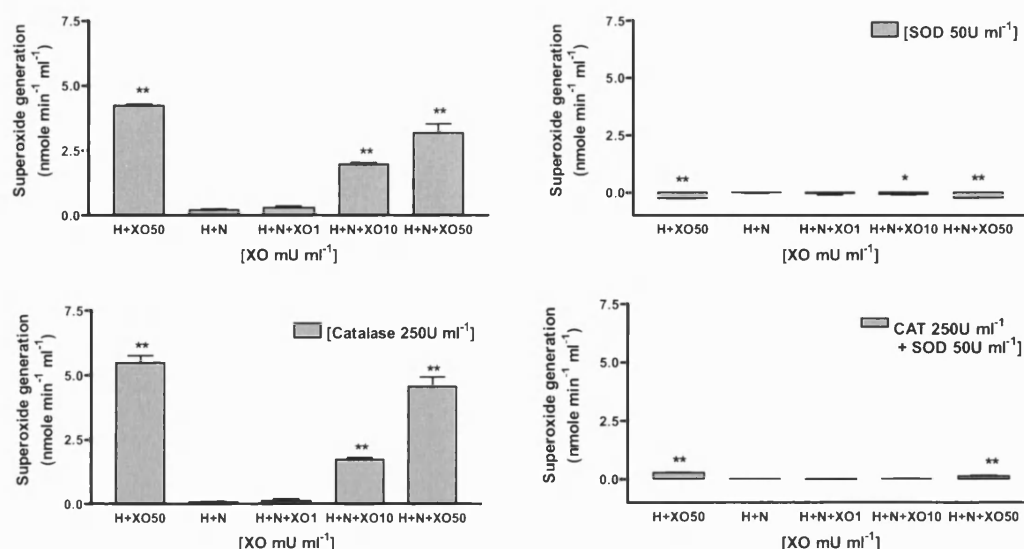 Superoxide generation
(nmole min⁻¹ ml⁻¹)
7.5
5.0
2.5
0.0
**
**
**
H+XO50 H+N H+N+XO1 H+N+XO10 H+N+XO50
[XO mU ml⁻¹]
Superoxide generation
(nmole min⁻¹ ml⁻¹)
7.5
5.0
2.5
0.0
[SOD 50U ml⁻¹]
** * **
H+XO50 H+N H+N+XO1 H+N+XO10 H+N+XO50
[XO mU ml⁻¹]
Superoxide generation
(nmole min⁻¹ ml⁻¹)
7.5
5.0
2.5
0.0
[Catalase 250U ml⁻¹]
**
**
**
H+XO50 H+N H+N+XO1 H+N+XO10 H+N+XO50
[XO mU ml⁻¹]
Superoxide generation
(nmole min⁻¹ ml⁻¹)
7.5
5.0
2.5
0.0
CAT 250U ml⁻¹
+ SOD 50U ml⁻¹]
** **
H+XO50 H+N H+N+XO1 H+N+XO10 H+N+XO50
[XO mU ml⁻¹]